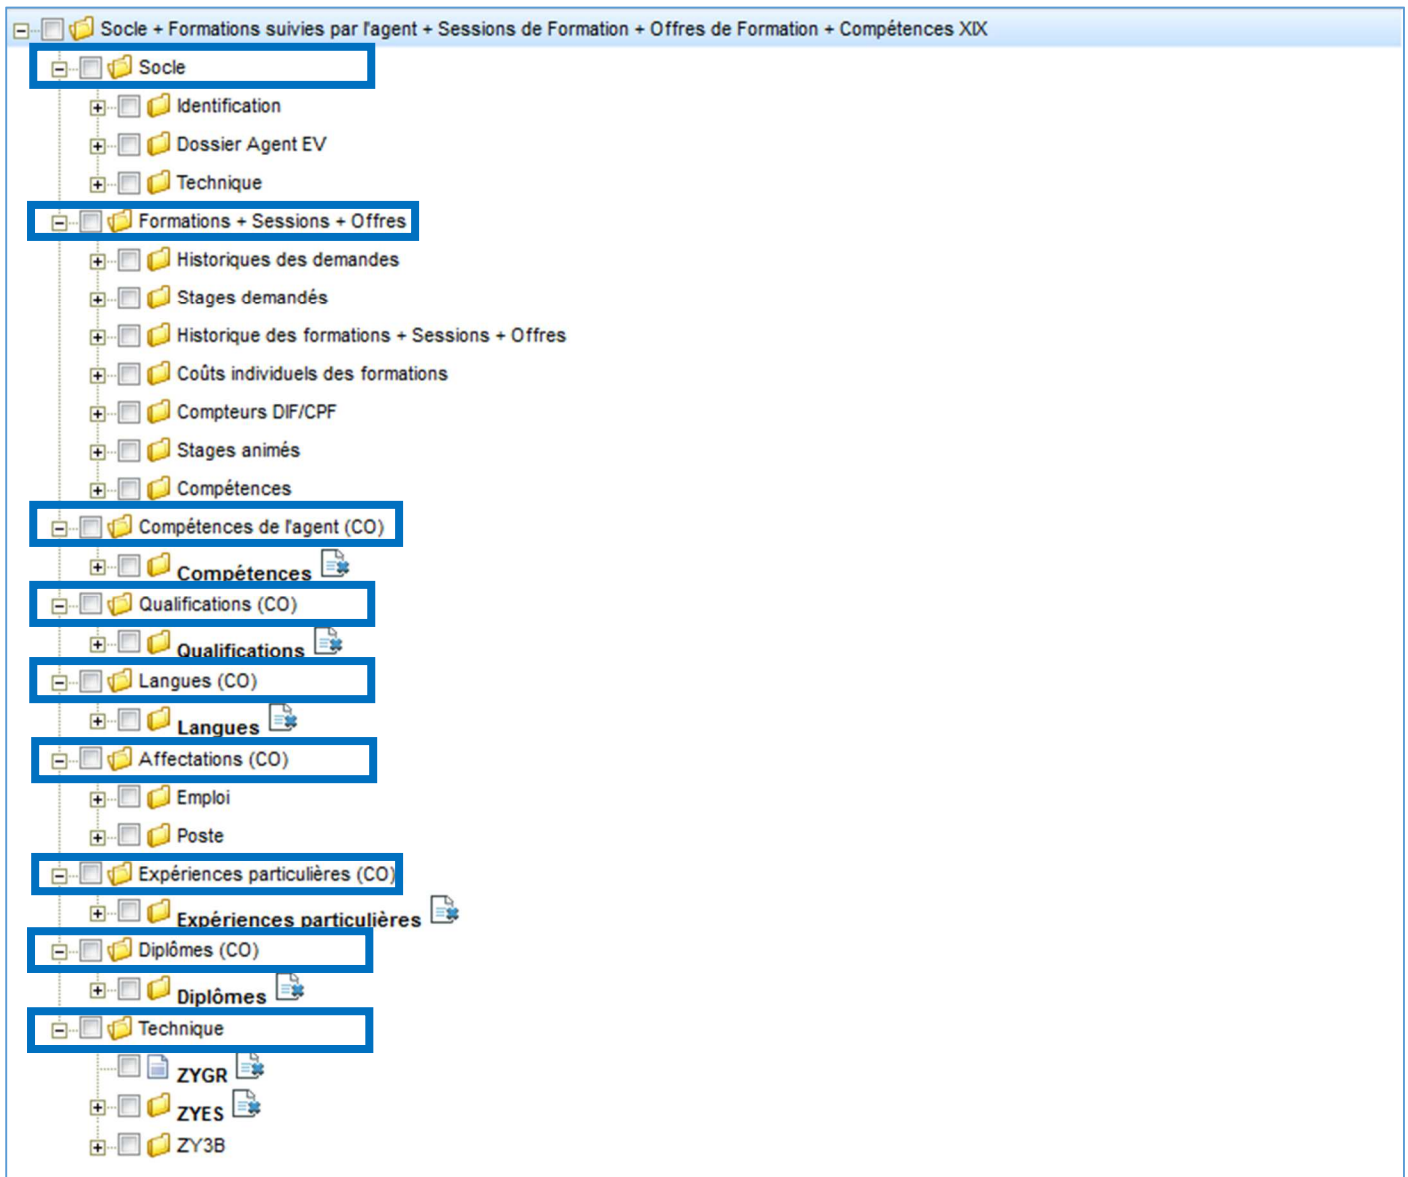 Socle + Formations suivies par l'agent + Sessions de Formation + Offres de Formation + Compétences XIX
Socle
Identification
Dossier Agent EV
Technique
Formations + Sessions + Offres
Historiques des demandes
Stages demandés
Historique des formations + Sessions + Offres
Coûts individuels des formations
Compteurs DIF/CPF
Stages animés
Compétences
Compétences de l'agent (CO)
Compétences
Qualifications (CO)
Qualifications
Langues (CO)
Langues
Affectations (CO)
Emploi
Poste
Expériences particulières (CO)
Expériences particulières
Diplômes (CO)
Diplômes
Technique
ZYGR
ZYES
ZY3B